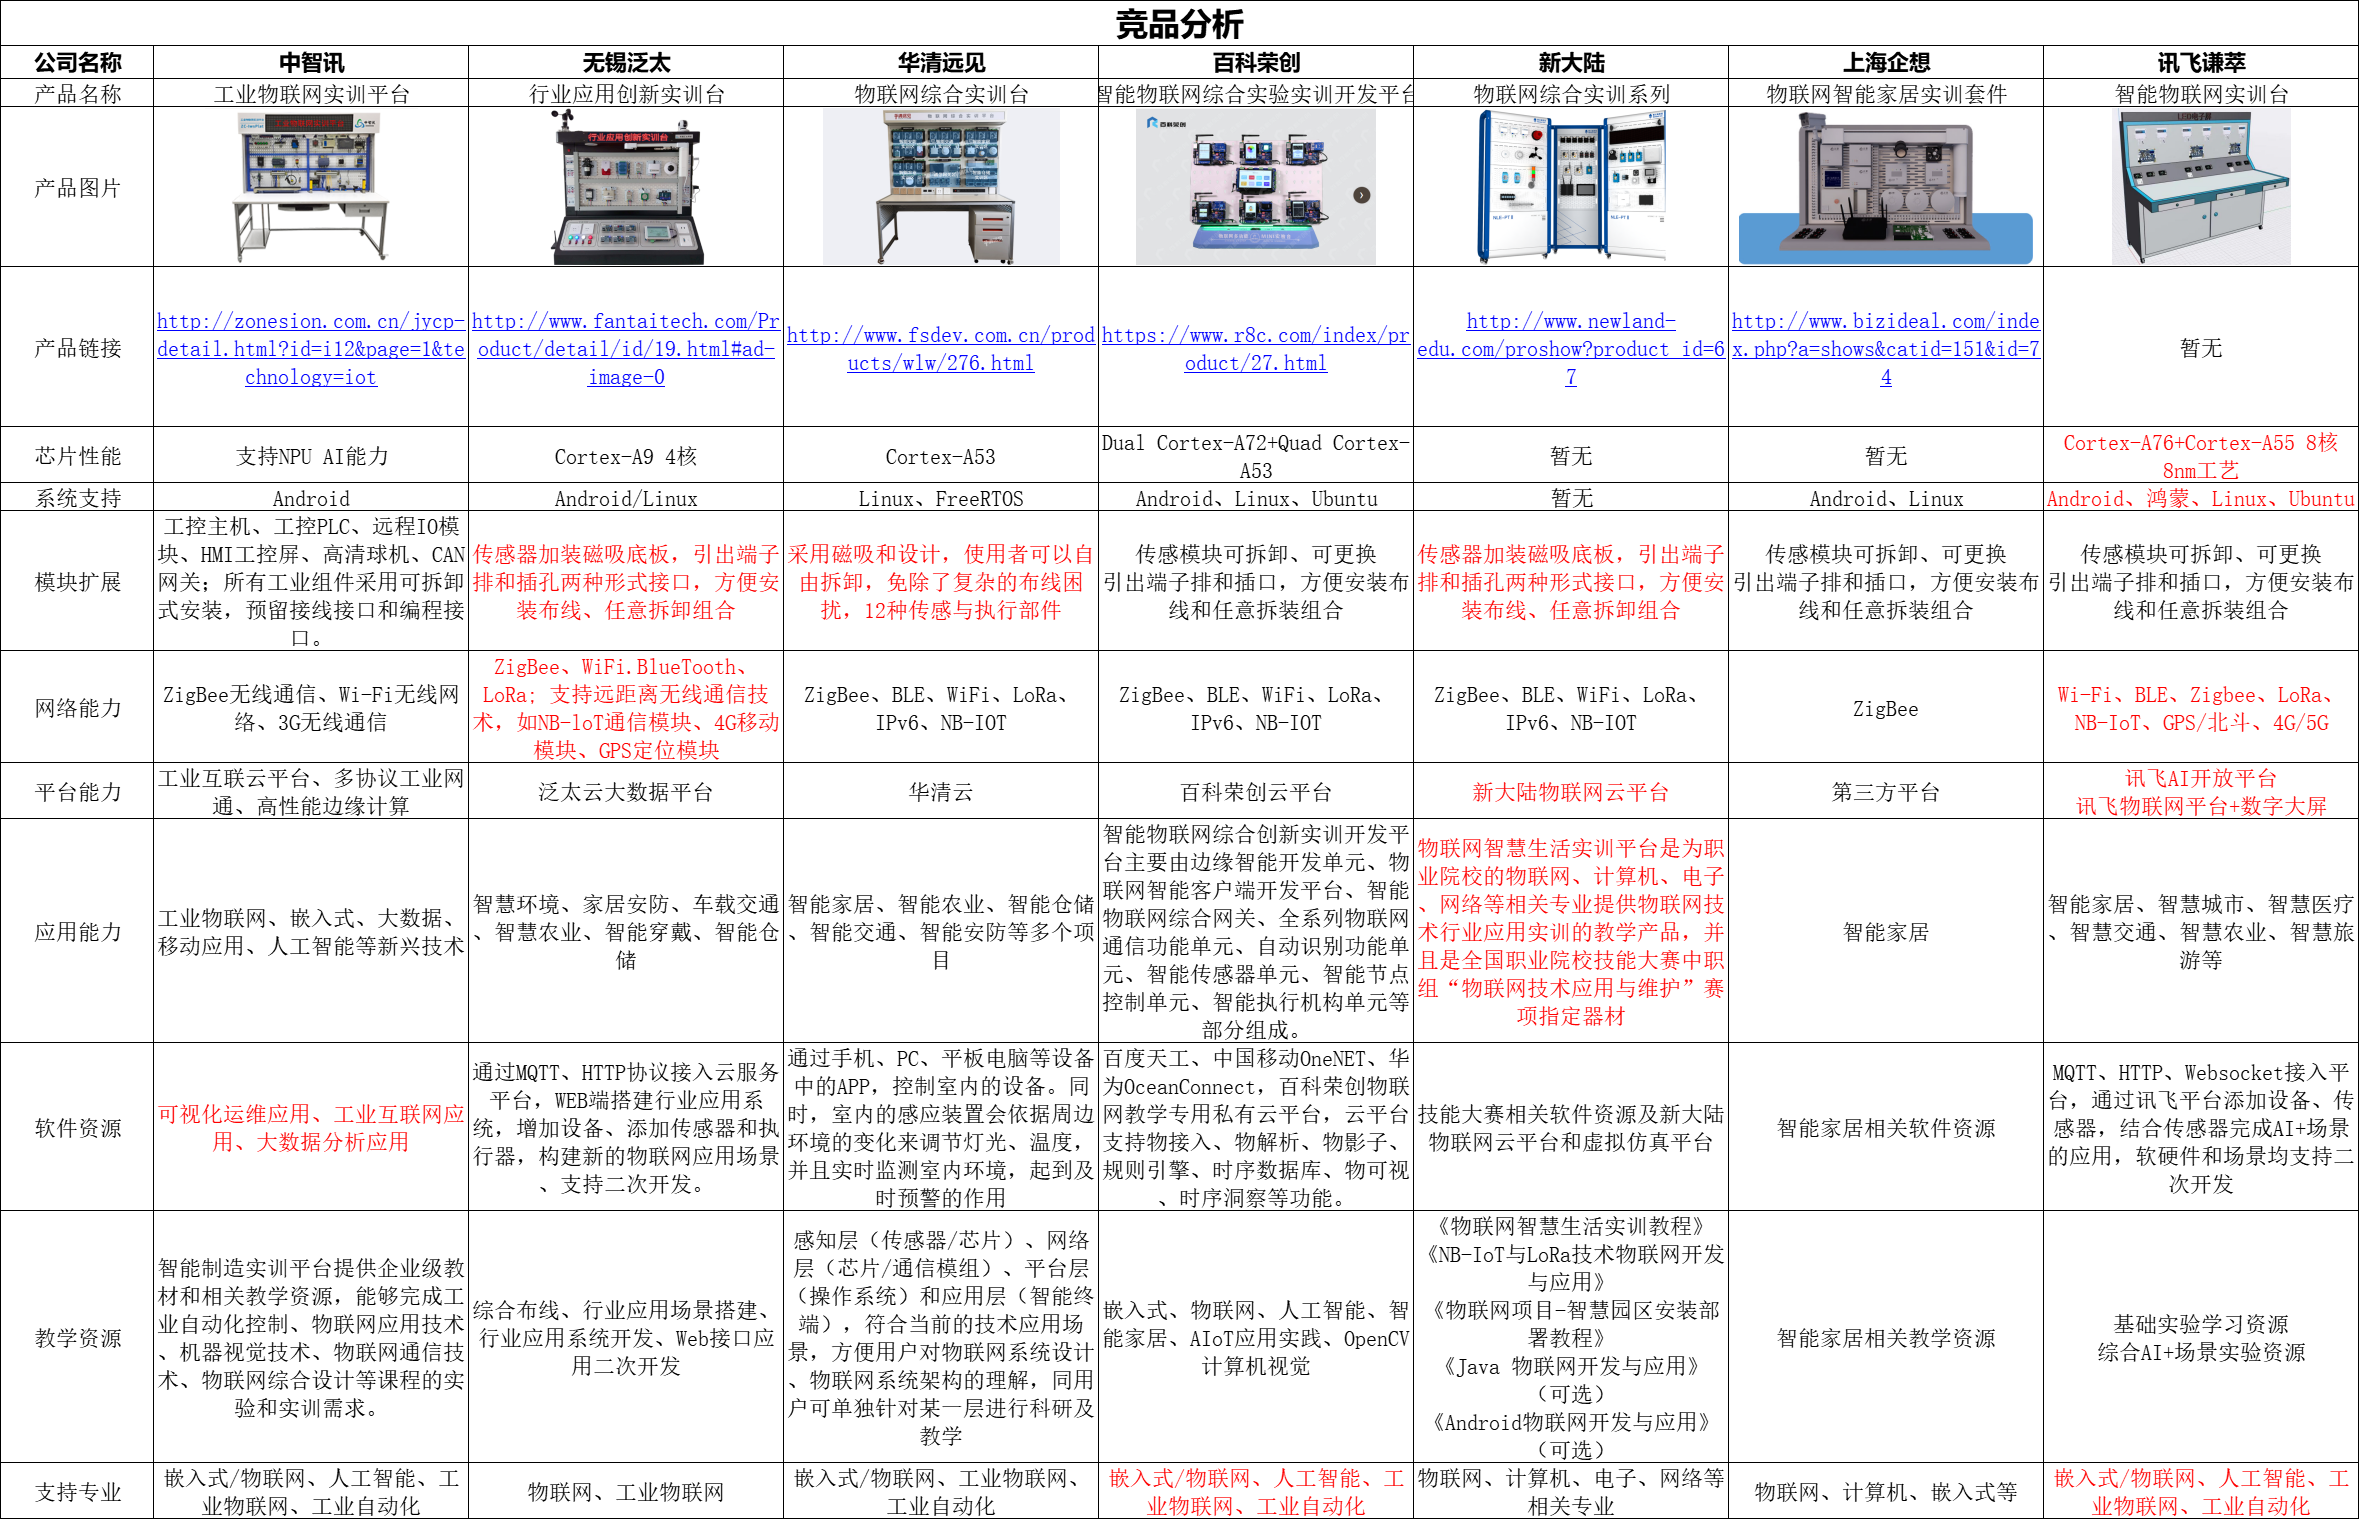 竞品分析
公司名称
中智讯
无锡泛太
华清远见
百科荣创
新大陆
上海企想
讯飞谦萃
产品名称
工业物联网实训平台
行业应用创新实训台
物联网综合实训台
智能物联网综合实验实训开发平台
物联网综合实训系列
物联网智能家居实训套件
智能物联网实训台
产品图片
工业物联网实训平台
行业应用创新实训台
百科荣创
NLE-PTⅡ
NLE-PTⅡ
LED电子屏
产品链接
http://zonesion.com.cn/jycp-
detail.html?id=i12&page=1&te
chnology=iot
http://www.fantaitech.com/Pr
oduct/detail/id/19.html#ad-
image-0
http://www.fsdev.com.cn/prod
ucts/wlw/276.html
https://www.r8c.com/index/pr
oduct/27.html
http://www.newland-
edu.com/proshow?product_id=6
7
http://www.bizideal.com/inde
x.php?a=shows&catid=151&id=7
4
暂无
芯片性能
支持NPU AI能力
Cortex-A9 4核
Cortex-A53
Dual Cortex-A72+Quad Cortex-
A53
暂无
暂无
Cortex-A76+Cortex-A55 8核
8nm工艺
系统支持
Android
Android/Linux
Linux、FreeRTOS
Android、Linux、Ubuntu
暂无
Android、Linux
Android、鸿蒙、Linux、Ubuntu
模块扩展
工控主机、工控PLC、远程IO模
块、HMI工控屏、高清球机、CAN
网关；所有工业组件采用可拆卸
式安装，预留接线接口和编程接
口。
传感器加装磁吸底板，引出端子
排和插孔两种形式接口，方便安
装布线、任意拆卸组合
采用磁吸和设计，使用者可以自
由拆卸，免除了复杂的布线困
扰，12种传感与执行部件
传感模块可拆卸、可更换
引出端子排和插口，方便安装布
线和任意拆装组合
传感器加装磁吸底板，引出端子
排和插孔两种形式接口，方便安
装布线、任意拆卸组合
传感模块可拆卸、可更换
引出端子排和插口，方便安装布
线和任意拆装组合
传感模块可拆卸、可更换
引出端子排和插口，方便安装布
线和任意拆装组合
网络能力
ZigBee无线通信、Wi-Fi无线网
络、3G无线通信
ZigBee、WiFi.BlueTooth、
LoRa; 支持远距离无线通信技
术，如NB-loT通信模块、4G移动
模块、GPS定位模块
ZigBee、BLE、WiFi、LoRa、
IPv6、NB-IOT
ZigBee、BLE、WiFi、LoRa、
IPv6、NB-IOT
ZigBee、BLE、WiFi、LoRa、
IPv6、NB-IOT
ZigBee
Wi-Fi、BLE、Zigbee、LoRa、
NB-IoT、GPS/北斗、4G/5G
平台能力
工业互联云平台、多协议工业网
通、高性能边缘计算
泛太云大数据平台
华清云
百科荣创云平台
新大陆物联网云平台
第三方平台
讯飞AI开放平台
讯飞物联网平台+数字大屏
应用能力
工业物联网、嵌入式、大数据、
移动应用、人工智能等新兴技术
智慧环境、家居安防、车载交通
、智慧农业、智能穿戴、智能仓
储
智能家居、智能农业、智能仓储
、智能交通、智能安防等多个项
目
智能物联网综合创新实训开发平
台主要由边缘智能开发单元、物
联网智能客户端开发平台、智能
物联网综合网关、全系列物联网
通信功能单元、自动识别功能单
元、智能传感器单元、智能节点
控制单元、智能执行机构单元等
部分组成。
物联网智慧生活实训平台是为职
业院校的物联网、计算机、电子
、网络等相关专业提供物联网技
术行业应用实训的教学产品，并
且是全国职业院校技能大赛中职
组“物联网技术应用与维护”赛
项指定器材
智能家居
智能家居、智慧城市、智慧医疗
、智慧交通、智慧农业、智慧旅
游等
软件资源
可视化运维应用、工业互联网应
用、大数据分析应用
通过MQTT、HTTP协议接入云服务
平台，WEB端搭建行业应用系
统，增加设备、添加传感器和执
行器，构建新的物联网应用场景
、支持二次开发。
通过手机、PC、平板电脑等设备
中的APP，控制室内的设备。同
时，室内的感应装置会依据周边
环境的变化来调节灯光、温度，
并且实时监测室内环境，起到及
时预警的作用
百度天工、中国移动OneNET、华
为OceanConnect，百科荣创物联
网教学专用私有云平台，云平台
支持物接入、物解析、物影子、
规则引擎、时序数据库、物可视
、时序洞察等功能。
技能大赛相关软件资源及新大陆
物联网云平台和虚拟仿真平台
智能家居相关软件资源
MQTT、HTTP、Websocket接入平
台，通过讯飞平台添加设备、传
感器，结合传感器完成AI+场景
的应用，软硬件和场景均支持二
次开发
教学资源
智能制造实训平台提供企业级教
材和相关教学资源，能够完成工
业自动化控制、物联网应用技术
、机器视觉技术、物联网通信技
术、物联网综合设计等课程的实
验和实训需求。
综合布线、行业应用场景搭建、
行业应用系统开发、Web接口应
用二次开发
感知层（传感器/芯片）、网络
层（芯片/通信模组）、平台层
（操作系统）和应用层（智能终
端），符合当前的技术应用场
景，方便用户对物联网系统设计
、物联网系统架构的理解，同用
户可单独针对某一层进行科研及
教学
嵌入式、物联网、人工智能、智
能家居、AIoT应用实践、OpenCV
计算机视觉
《物联网智慧生活实训教程》
《NB-IoT与LoRa技术物联网开发
与应用》
《物联网项目-智慧园区安装部
署教程》
《Java 物联网开发与应用》
（可选）
《Android物联网开发与应用》
（可选）
智能家居相关教学资源
基础实验学习资源
综合AI+场景实验资源
支持专业
嵌入式/物联网、人工智能、工
业物联网、工业自动化
物联网、工业物联网
嵌入式/物联网、工业物联网、
工业自动化
嵌入式/物联网、人工智能、工
业物联网、工业自动化
物联网、计算机、电子、网络等
相关专业
物联网、计算机、嵌入式等
嵌入式/物联网、人工智能、工
业物联网、工业自动化